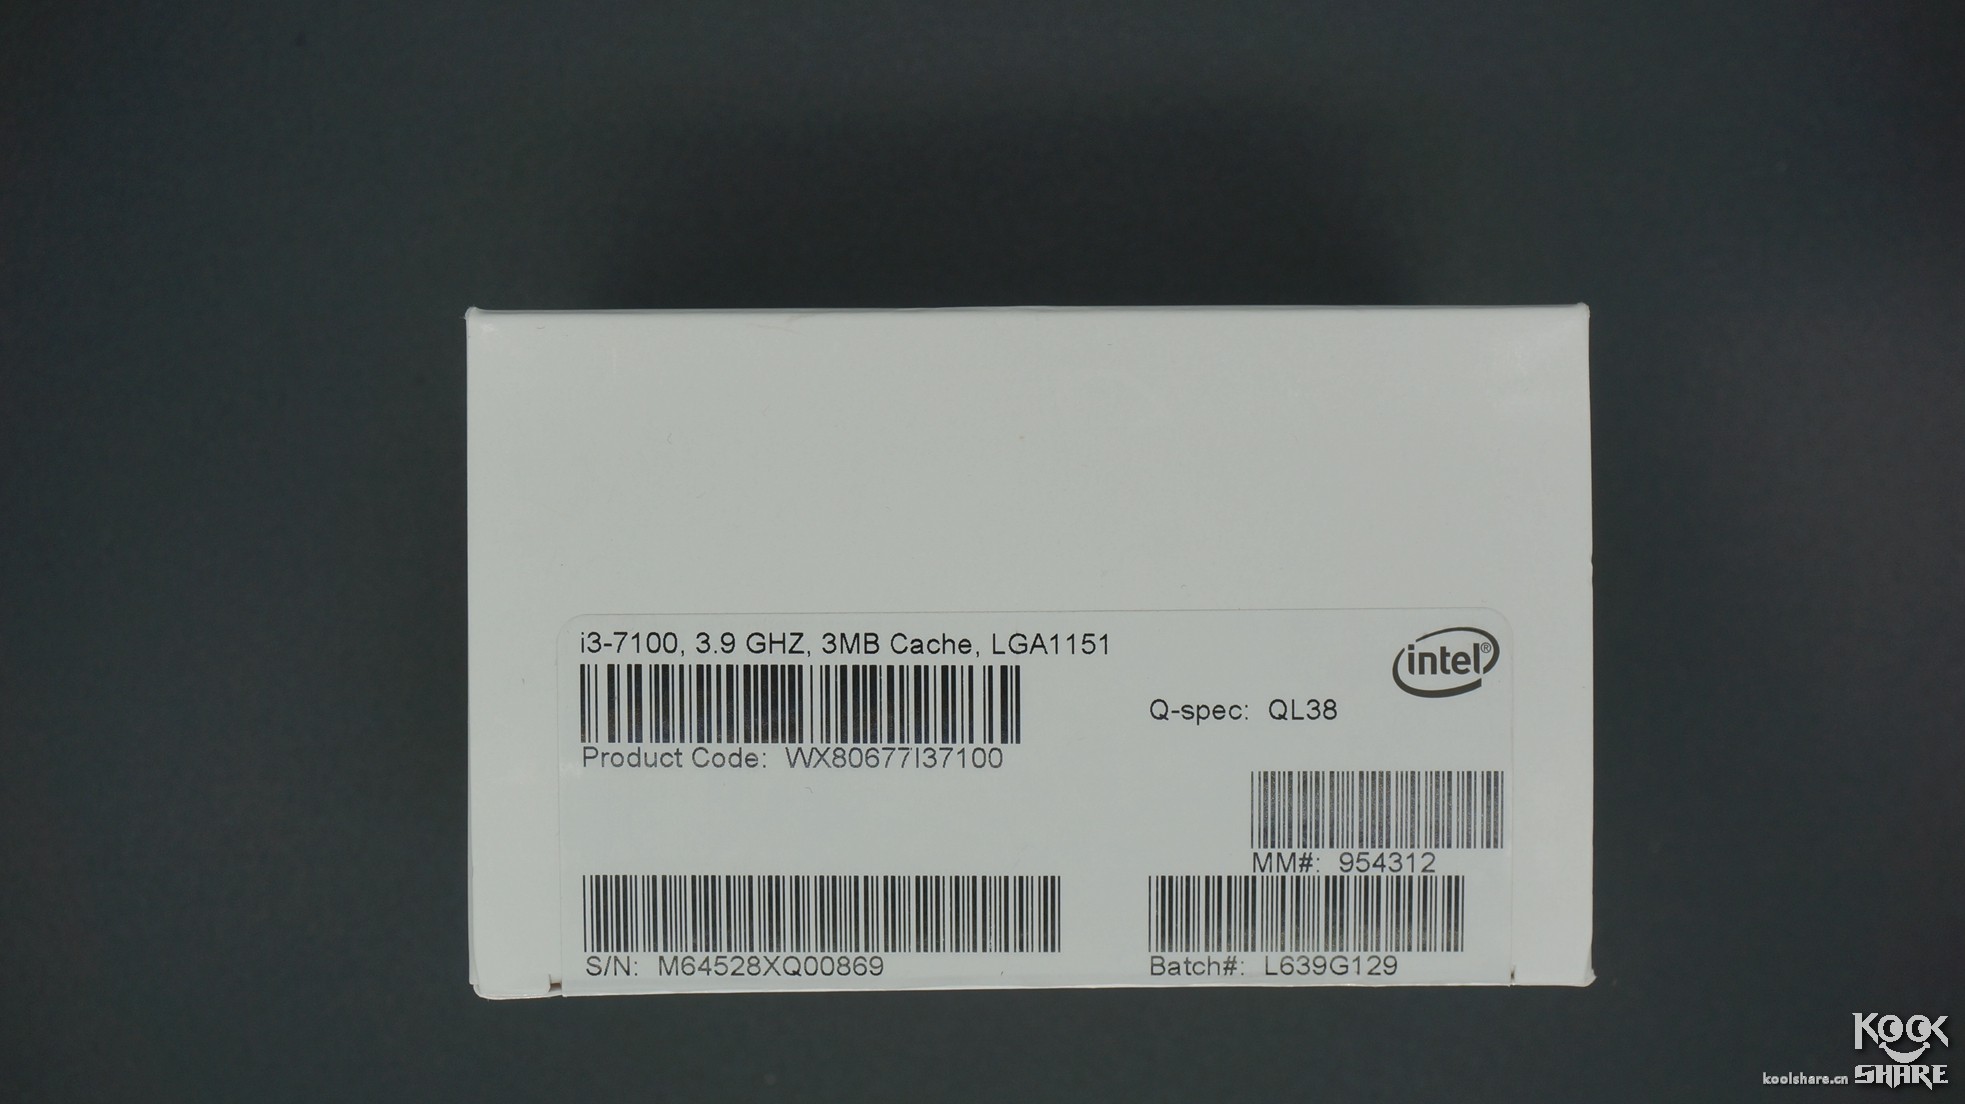 i3-7100, 3.9 GHZ, 3MB Cache, LGA1151
intel®
Q-spec: QL38
Product Code: WX80677I37100
MM#: 954312
S/N: M64528XQ00869
Batch#: L639G129
KOOL
koolshare.cn SHARE